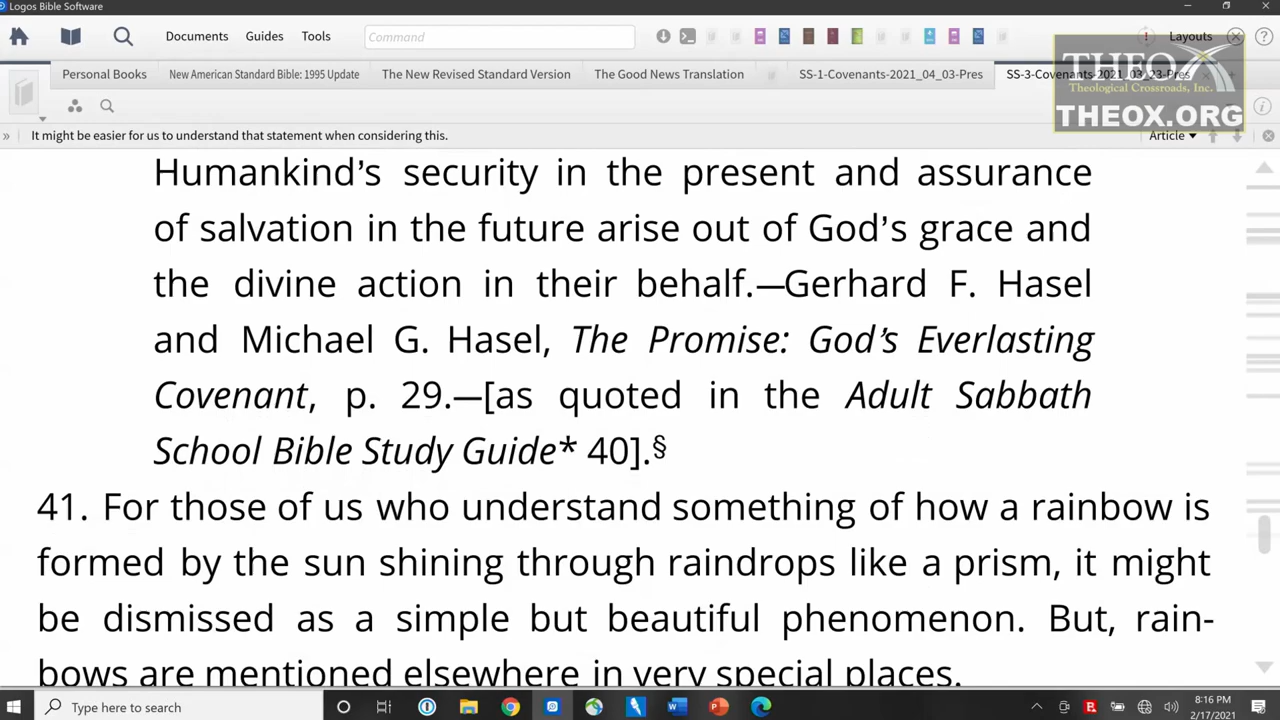 Logos Bible Software
Documents Guides Tools Command Layouts
THEOX
Theological Crossroads, Inc.
THEOX.ORG
Personal Books New American Standard Bible: 1995 Update The New Revised Standard Version The Good News Translation SS-1-Covenants-2021_04_03-Pres SS-3-Covenants-2021_03_23-Pres
It might be easier for us to understand that statement when considering this. Article
Humankind's security in the present and assurance
of salvation in the future arise out of God's grace and
the divine action in their behalf.—Gerhard F. Hasel
and Michael G. Hasel, The Promise: God's Everlasting
Covenant, p. 29.—[as quoted in the Adult Sabbath
School Bible Study Guide* 40].§
41. For those of us who understand something of how a rainbow is
formed by the sun shining through raindrops like a prism, it might
be dismissed as a simple but beautiful phenomenon. But, rain-
bows are mentioned elsewhere in very special places.
Type here to search
8:16 PM
2/17/2021